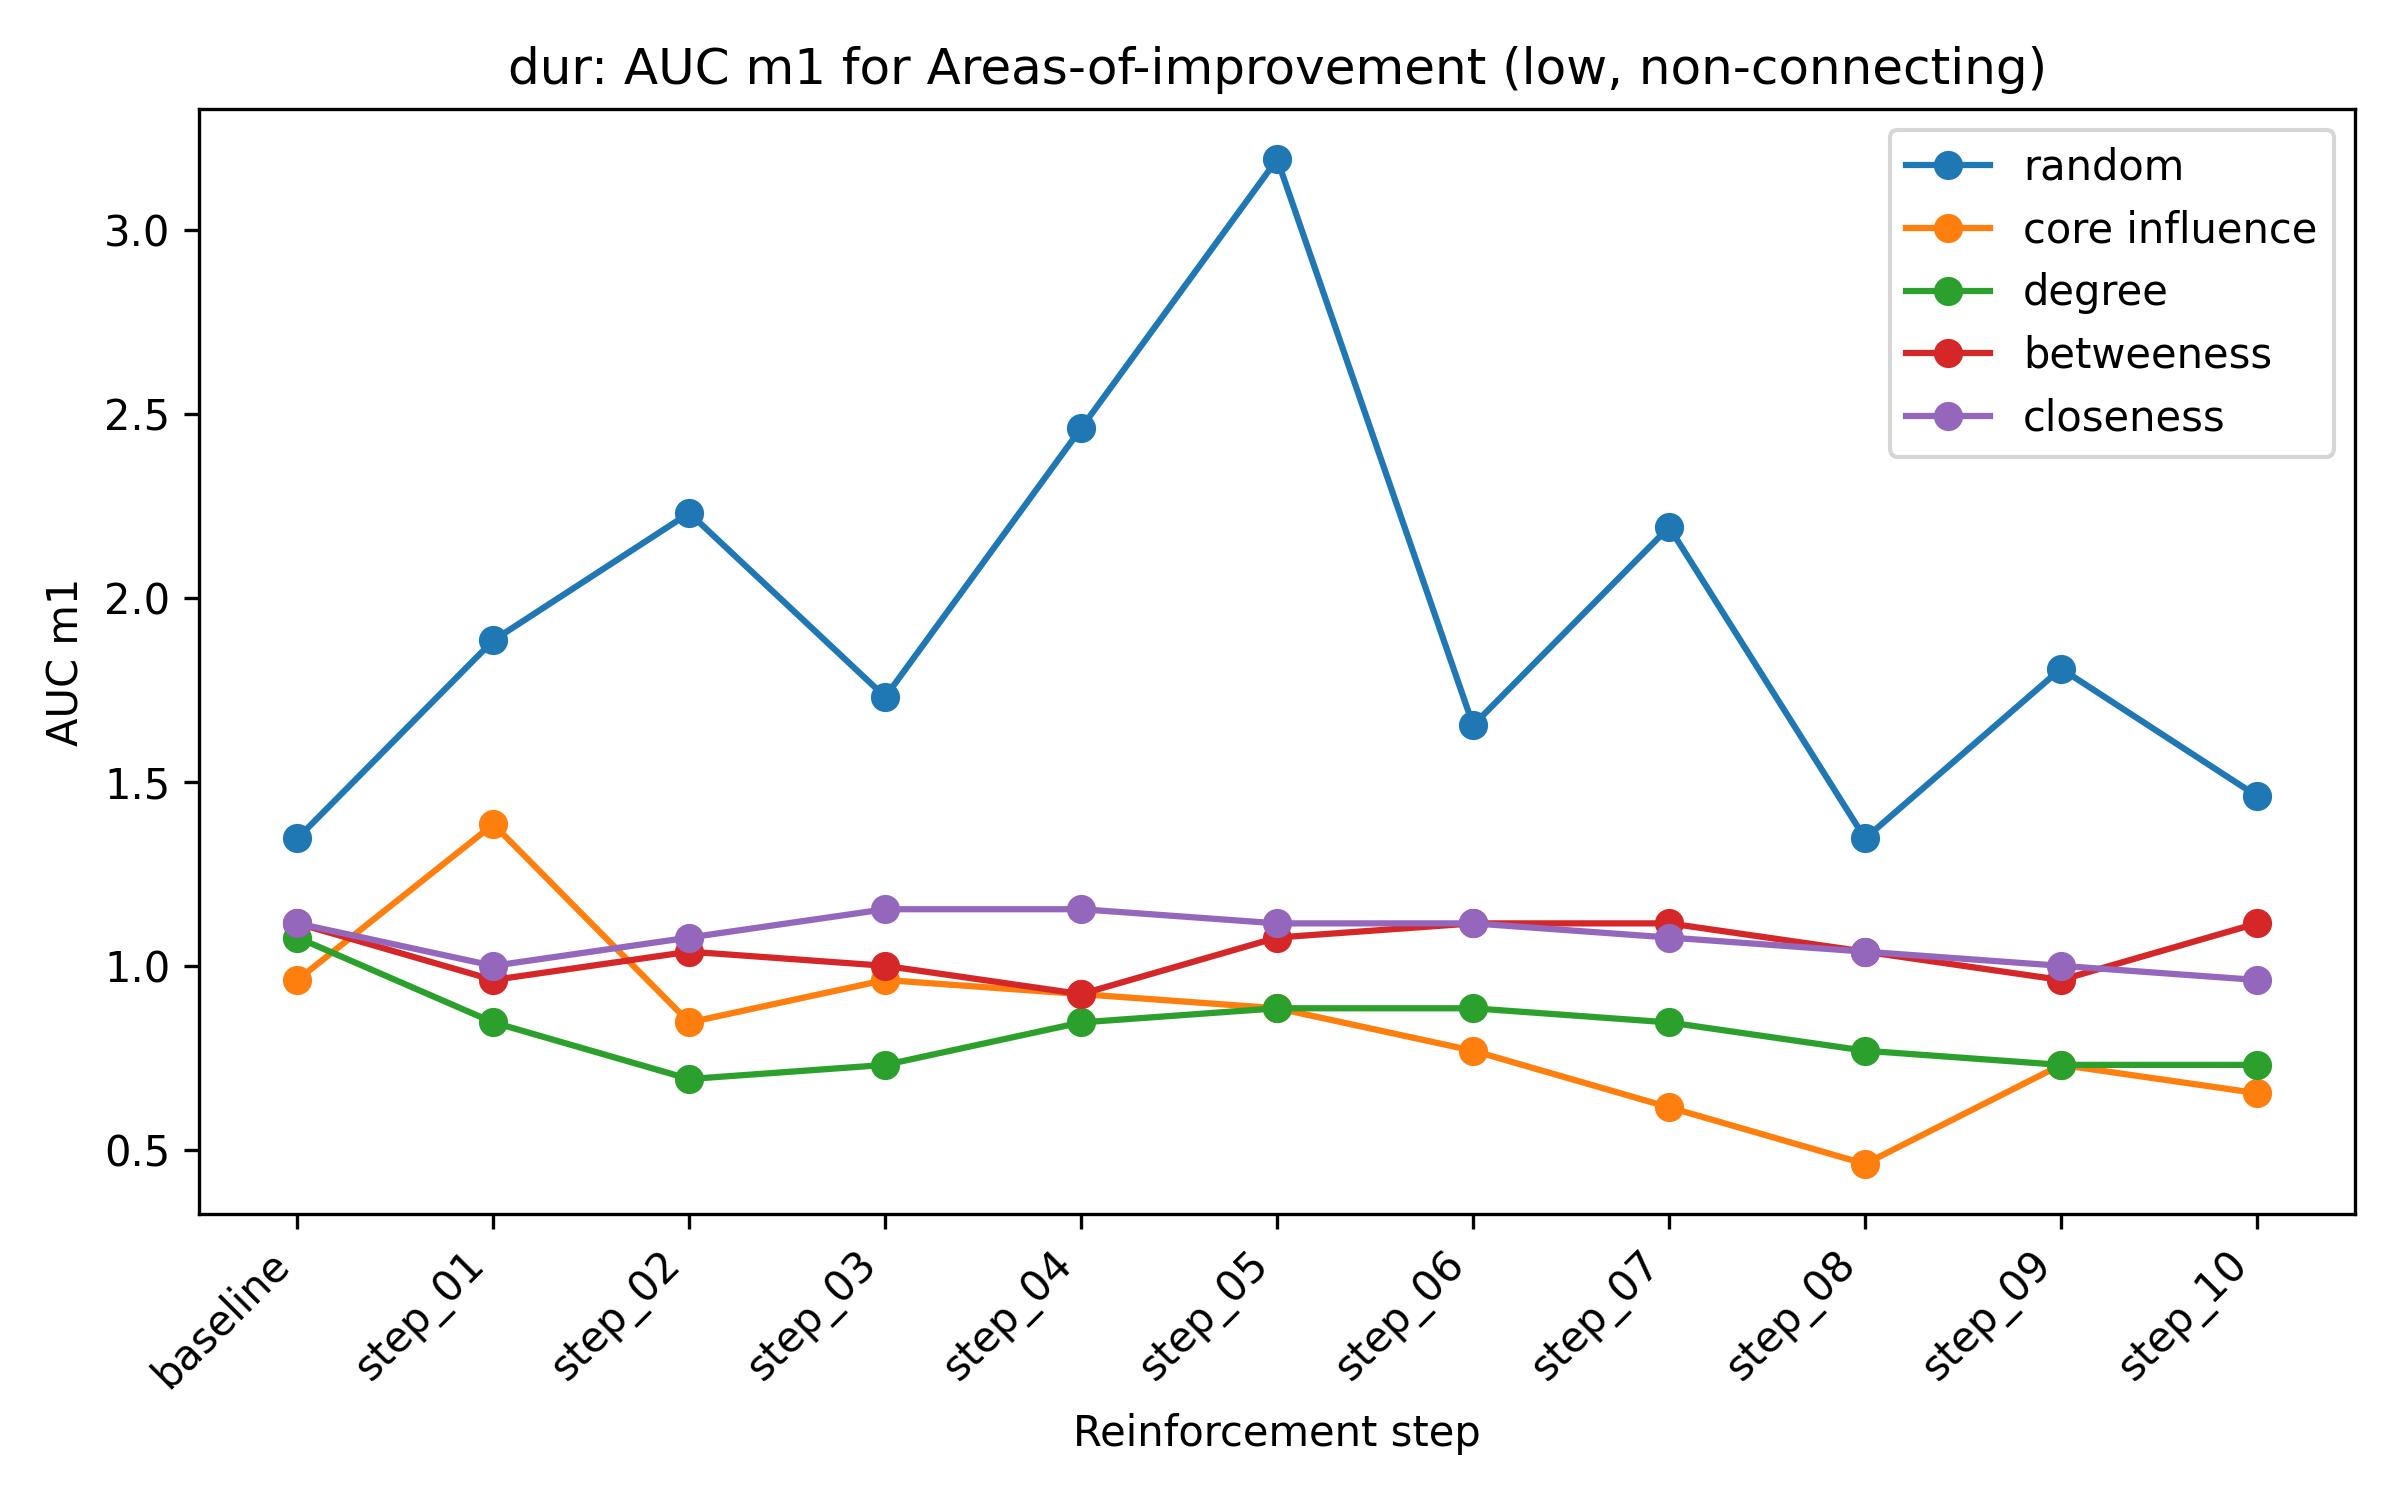 dur: AUC m1 for Areas-of-improvement (low, non-connecting)
random
core influence
degree
betweeness
closeness
AUC m1
3.0
2.5
2.0
1.5
1.0
0.5
baseline
step_01
step_02
step_03
step_04
step_05
step_06
step_07
step_08
step_09
step_10
Reinforcement step